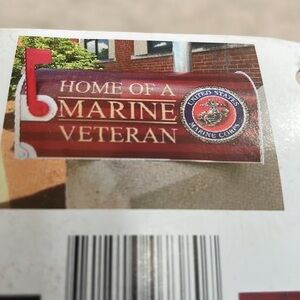 HOME OF A
MARINE
VETERAN
UNITED STATES
MARINE CORPS